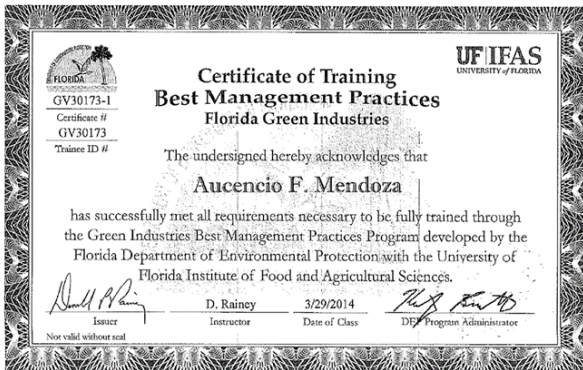 FLORIDA
GV30173-1
Certificate #
GV30173
Trainee ID #
UF|IFAS
UNIVERSITY of FLORIDA
Certificate of Training
Best Management Practices
Florida Green Industries
The undersigned hereby acknowledges that
Aucencio F. Mendoza
has successfully met all requirements necessary to be fully trained through
the Green Industries Best Management Practices Program developed by the
Florida Department of Environmental Protection with the University of
Florida Institute of Food and Agricultural Sciences.
D. Rainey
3/29/2014
Issuer
Instructor
Date of Class
DEP Program Administrator
Not valid without seal